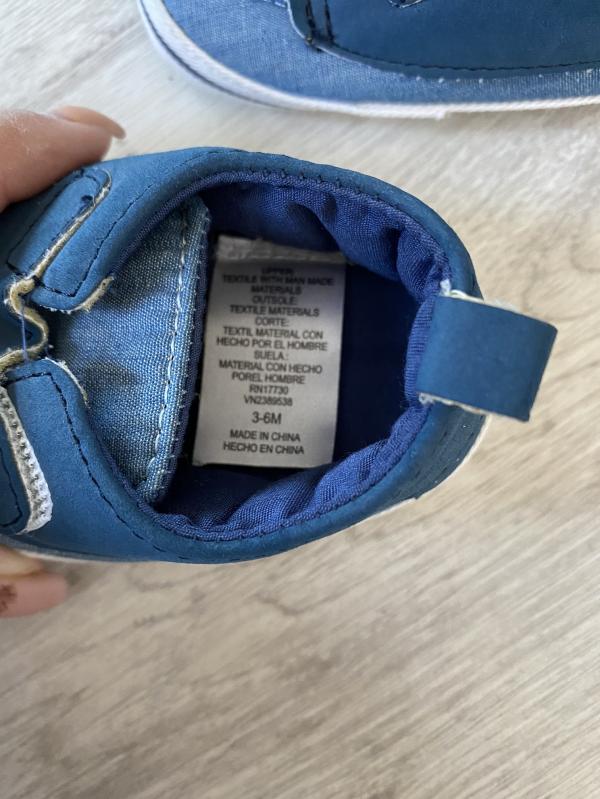 UPPER:
TEXTILE WITH MAN MADE
MATERIALS
OUTSOLE:
TEXTILE MATERIALS
CORTE:
TEXTIL MATERIAL CON
HECHO POR EL HOMBRE
SUELA :
MATERIAL CON HECHO
POREL HOMBRE
RN17730
VN2389538
3-6M
MADE IN CHINA
HECHO EN CHINA